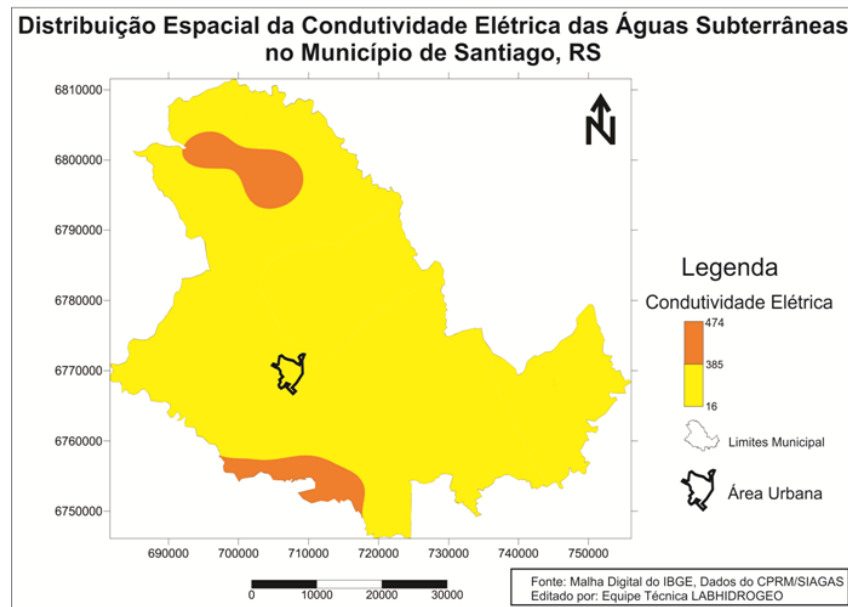 Distribuição Espacial da Condutividade Elétrica das Águas Subterrâneas
no Município de Santiago, RS
6810000
6800000
6790000
6780000
6770000
6760000
6750000
690000
700000
710000
720000
730000
740000
750000
N
Legenda
Condutividade Elétrica
474
385
16
Limites Municipal
Área Urbana
0
10000
20000
30000
Fonte: Malha Digital do IBGE, Dados do CPRM/SIAGAS
Editado por: Equipe Técnica LABHIDROGEO